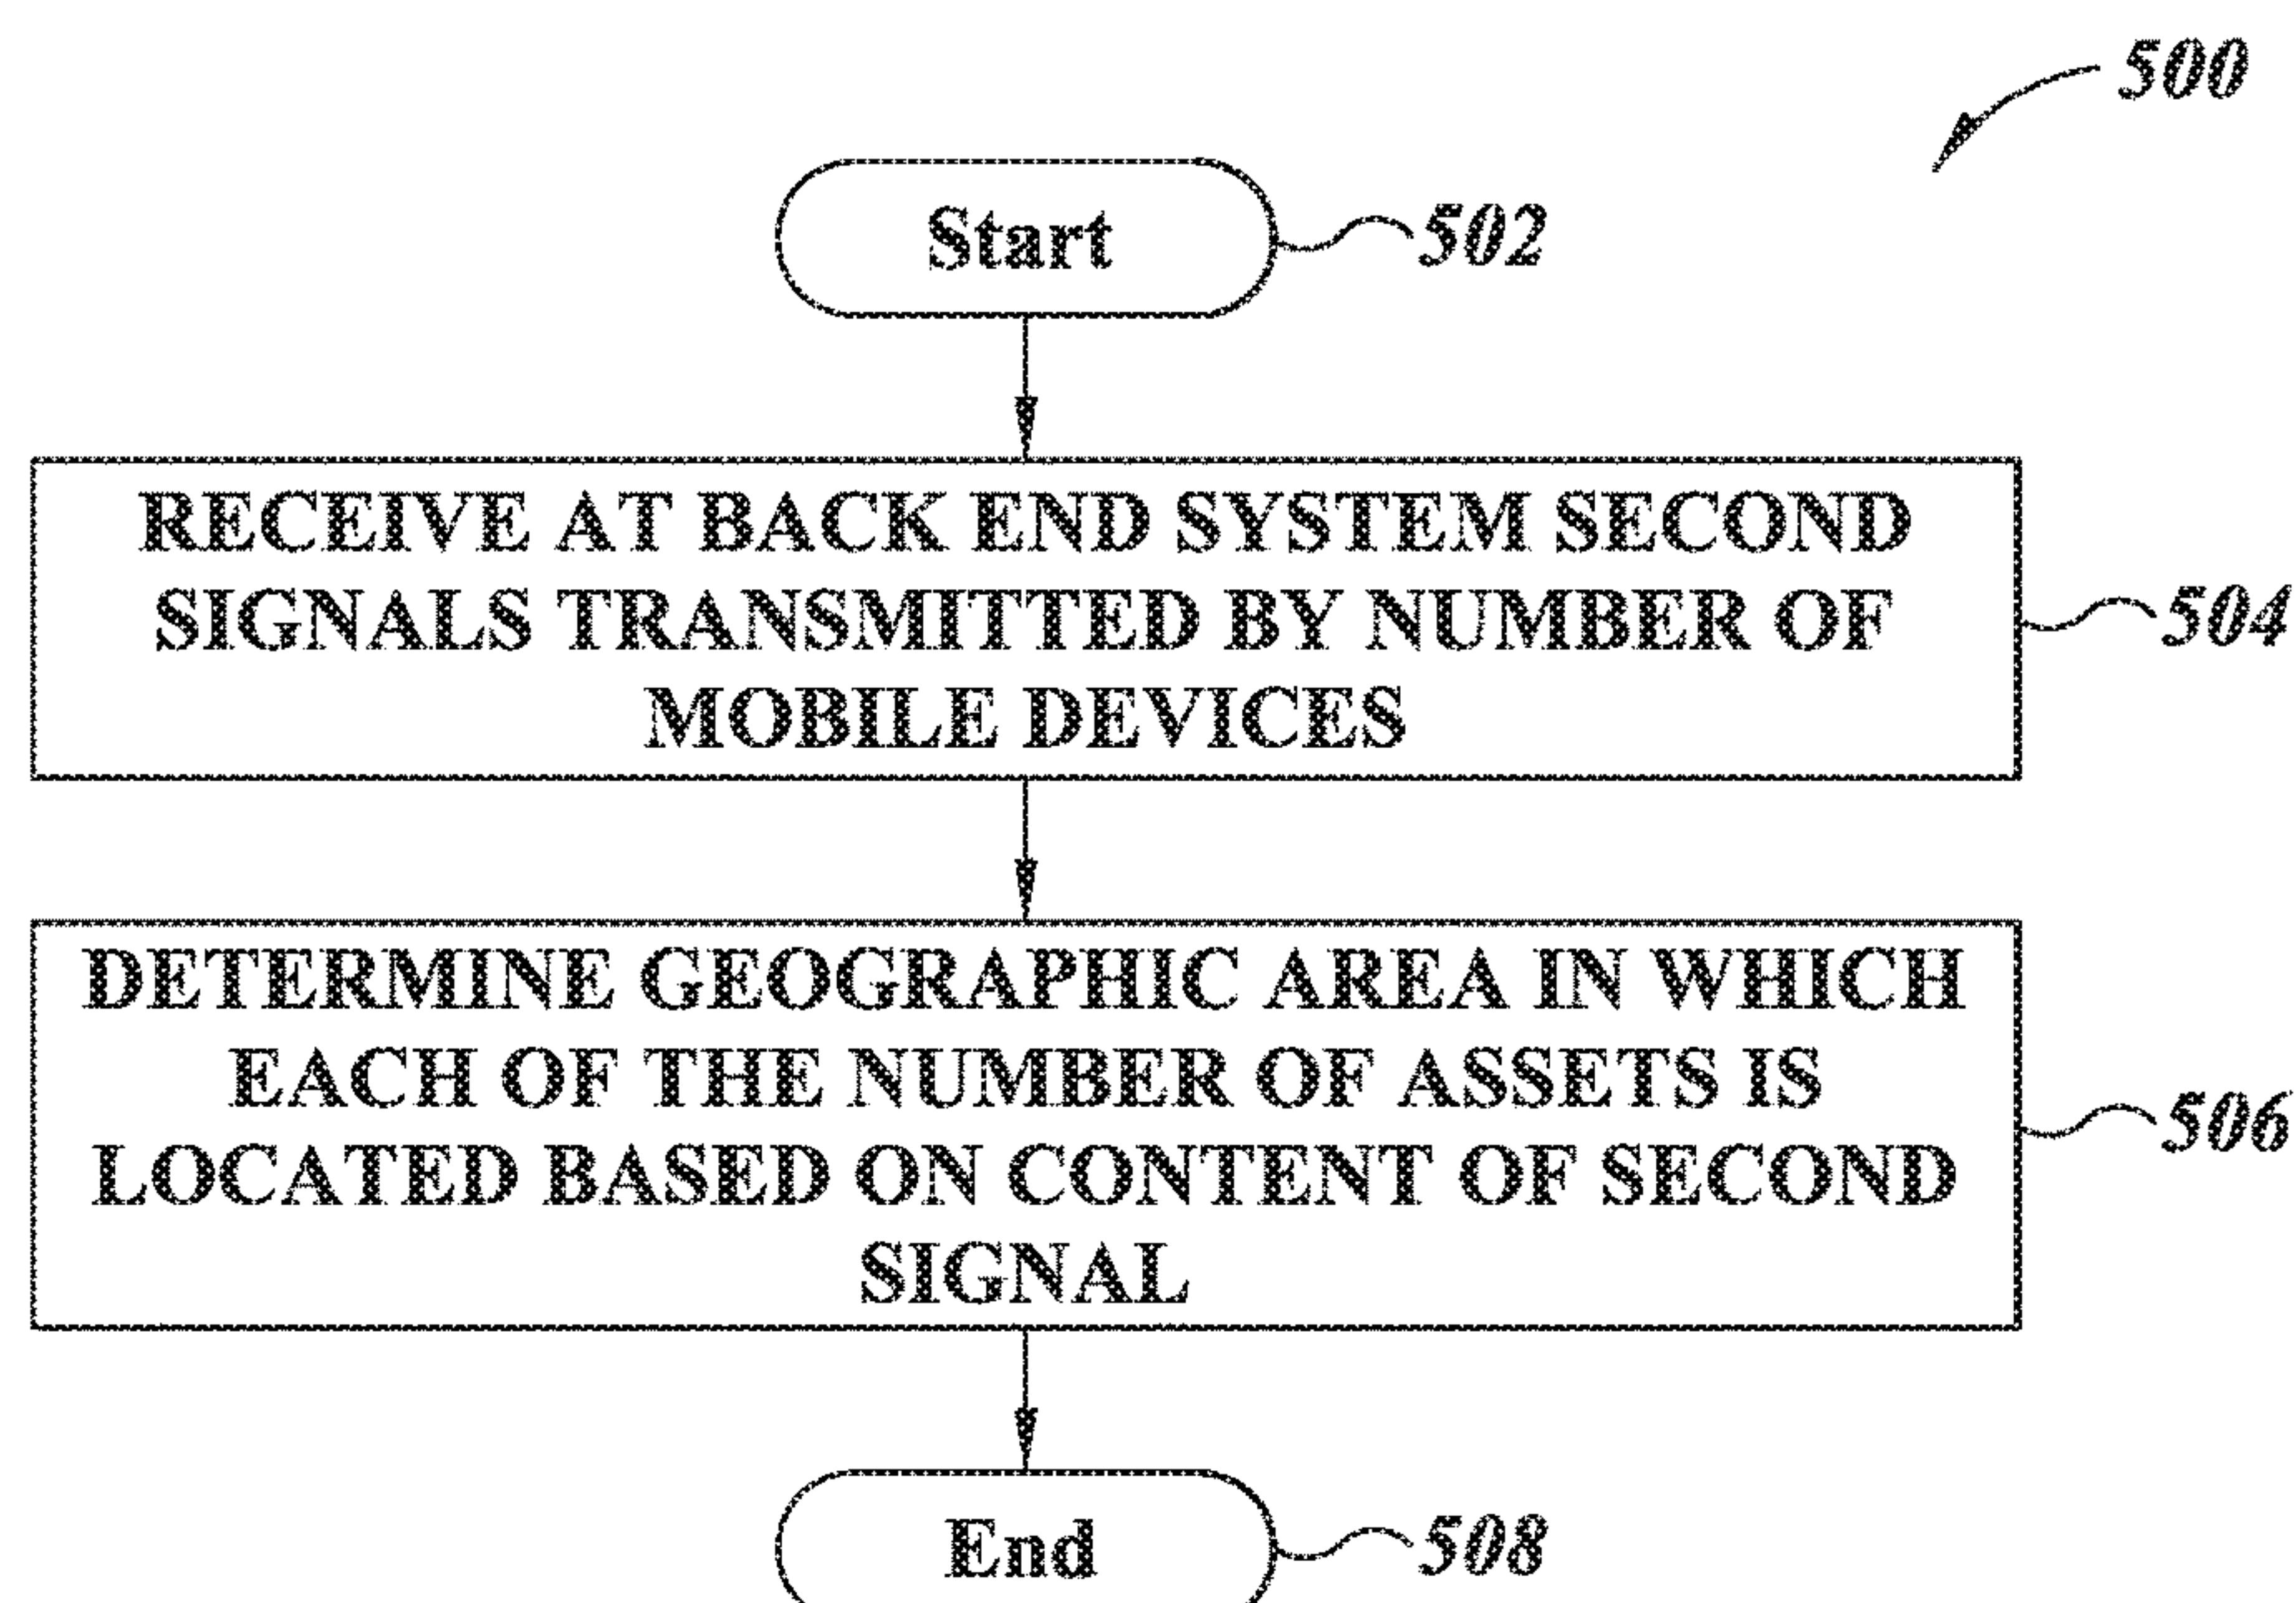 500
Start
502
RECEIVE AT BACK END SYSTEM SECOND
SIGNALS TRANSMITTED BY NUMBER OF
MOBILE DEVICES
504
DETERMINE GEOGRAPHIC AREA IN WHICH
EACH OF THE NUMBER OF ASSETS IS
LOCATED BASED ON CONTENT OF SECOND
SIGNAL
506
End
508